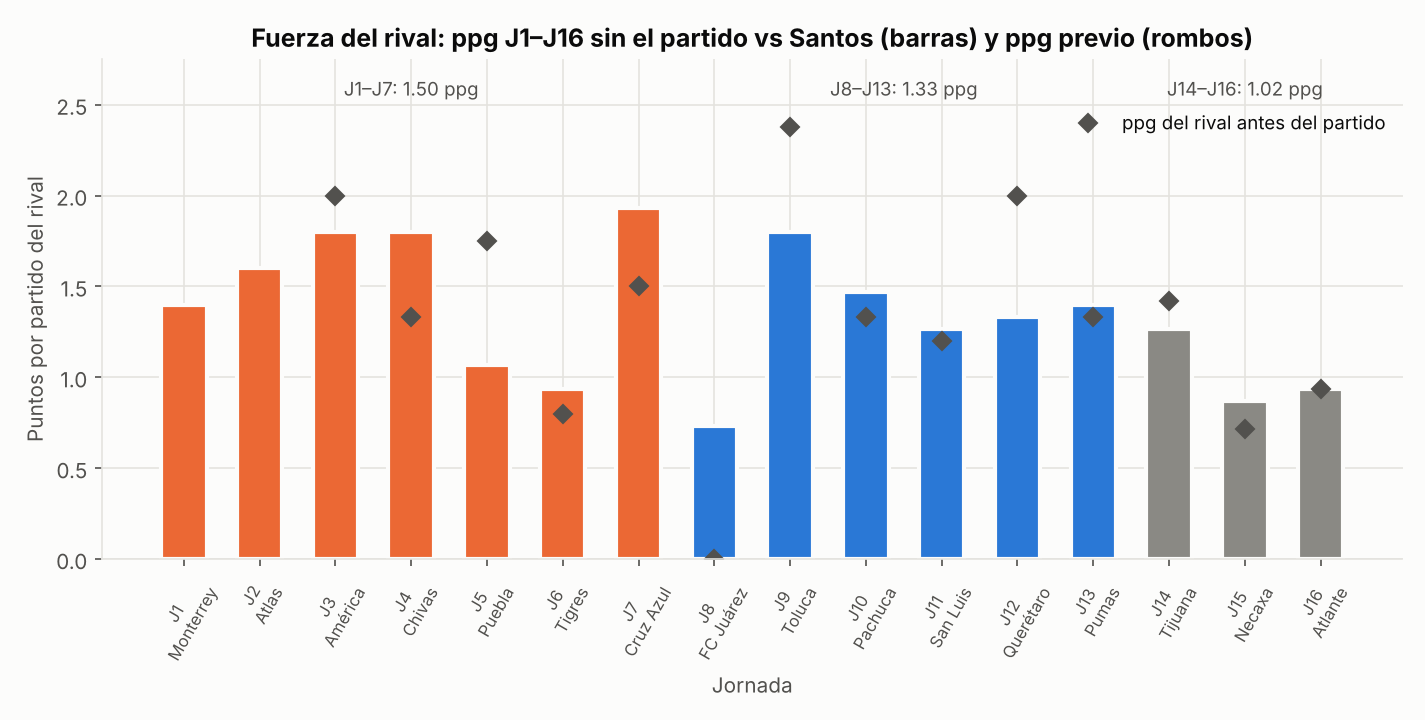 Fuerza del rival: ppg J1–J16 sin el partido vs Santos (barras) y ppg previo (rombos)
J1–J7: 1.50 ppg
J8–J13: 1.33 ppg
J14–J16: 1.02 ppg
ppg del rival antes del partido
Puntos por partido del rival
2.5
2.0
1.5
1.0
0.5
0.0
J1
Monterrey
J2
Atlas
J3
América
J4
Chivas
J5
Puebla
J6
Tigres
J7
Cruz Azul
J8
FC Juárez
J9
Toluca
J10
Pachuca
J11
San Luis
J12
Querétaro
J13
Pumas
J14
Tijuana
J15
Necaxa
J16
Atlante
Jornada